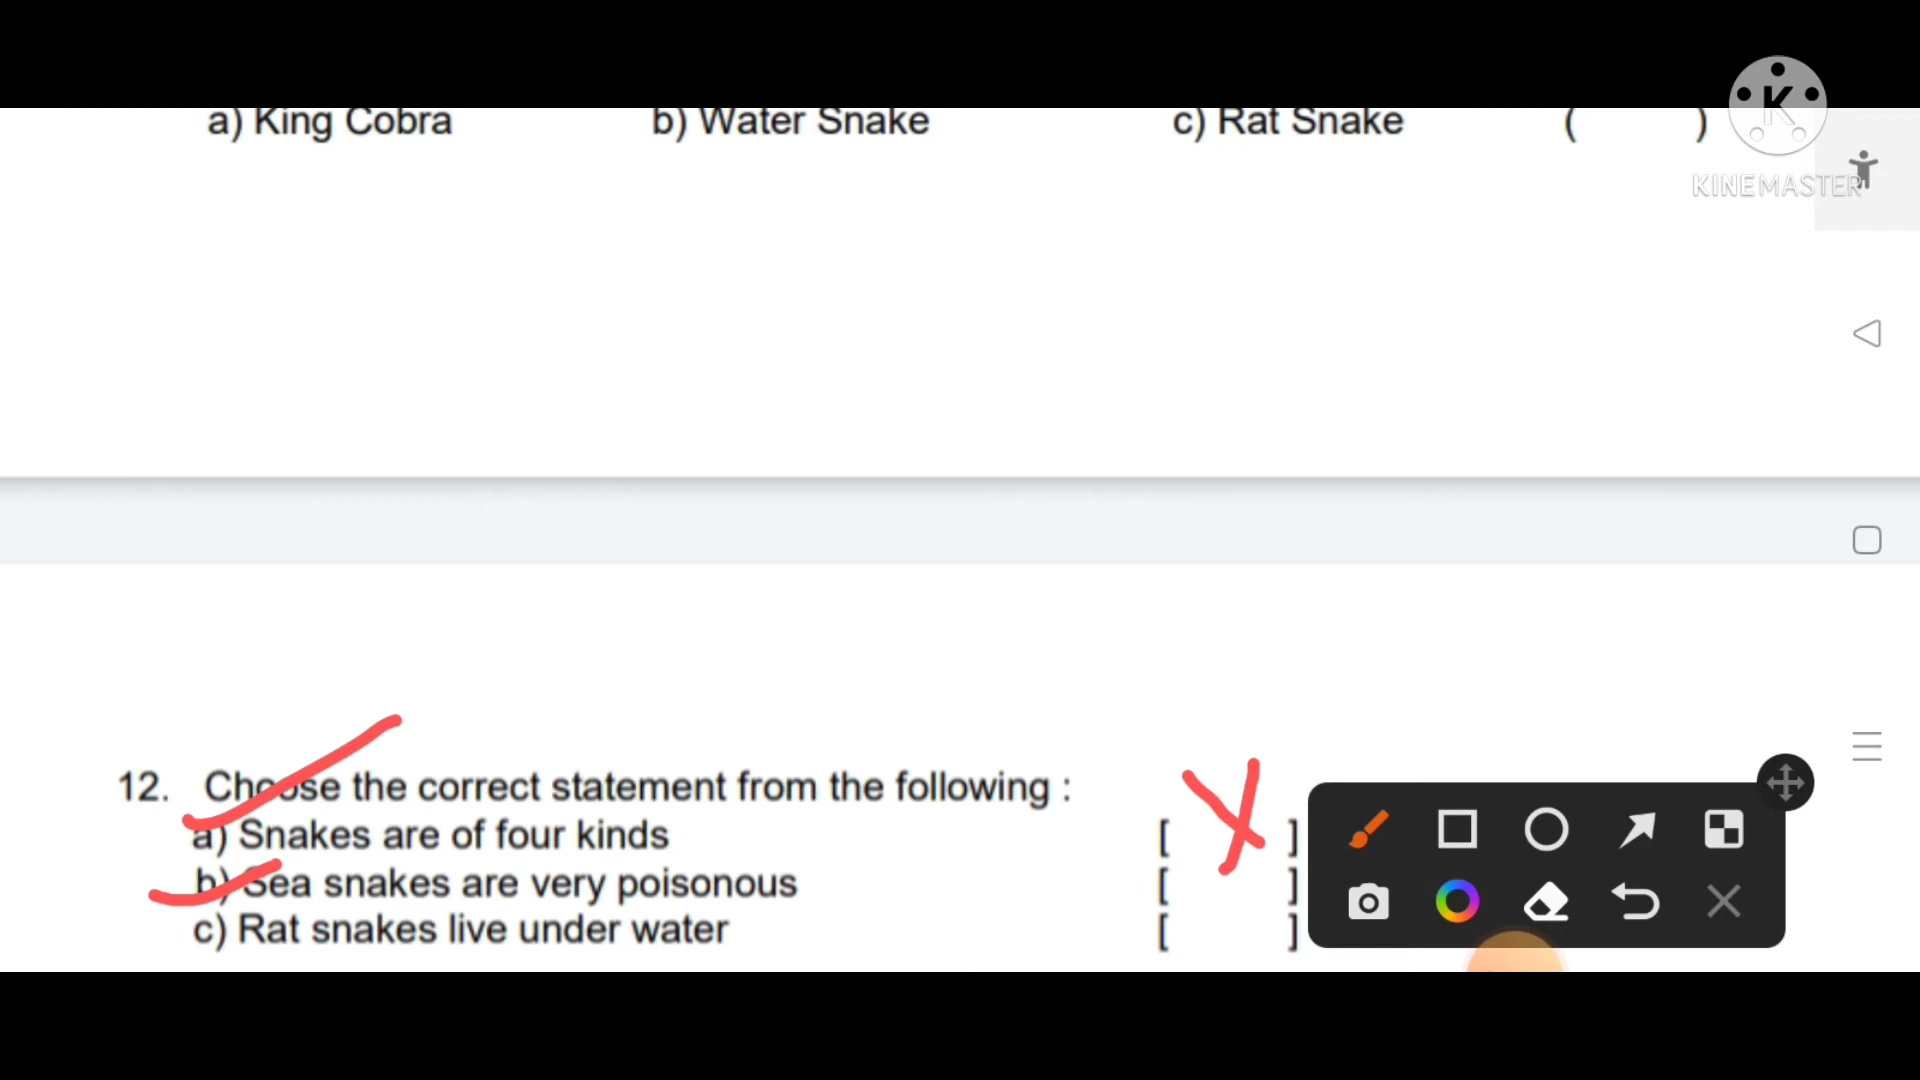 a) King Cobra b) Water Snake c) Rat Snake ( )
K
KINEMASTER
12. Choose the correct statement from the following :
a) Snakes are of four kinds [ ]
b) Sea snakes are very poisonous [ ]
c) Rat snakes live under water [ ]